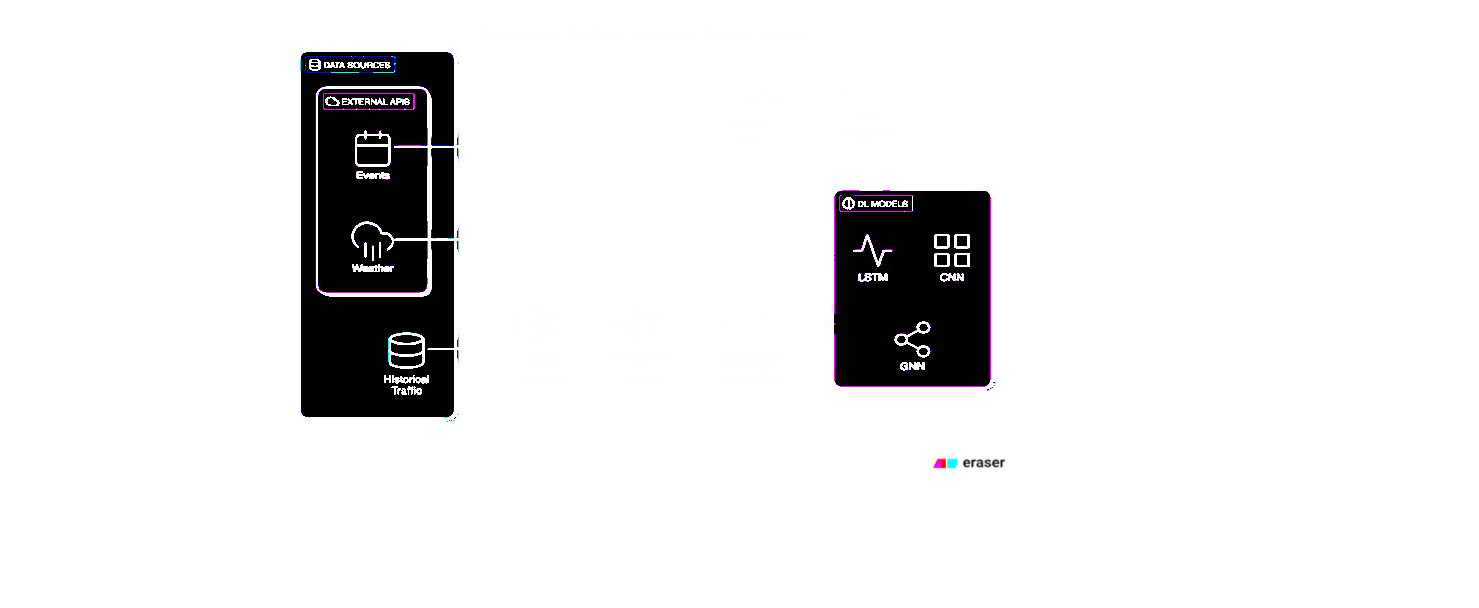 DATA SOURCES
EXTERNAL APIS
Events
Weather
Historical
Traffic
DL MODELS
LSTM
CNN
GNN
eraser